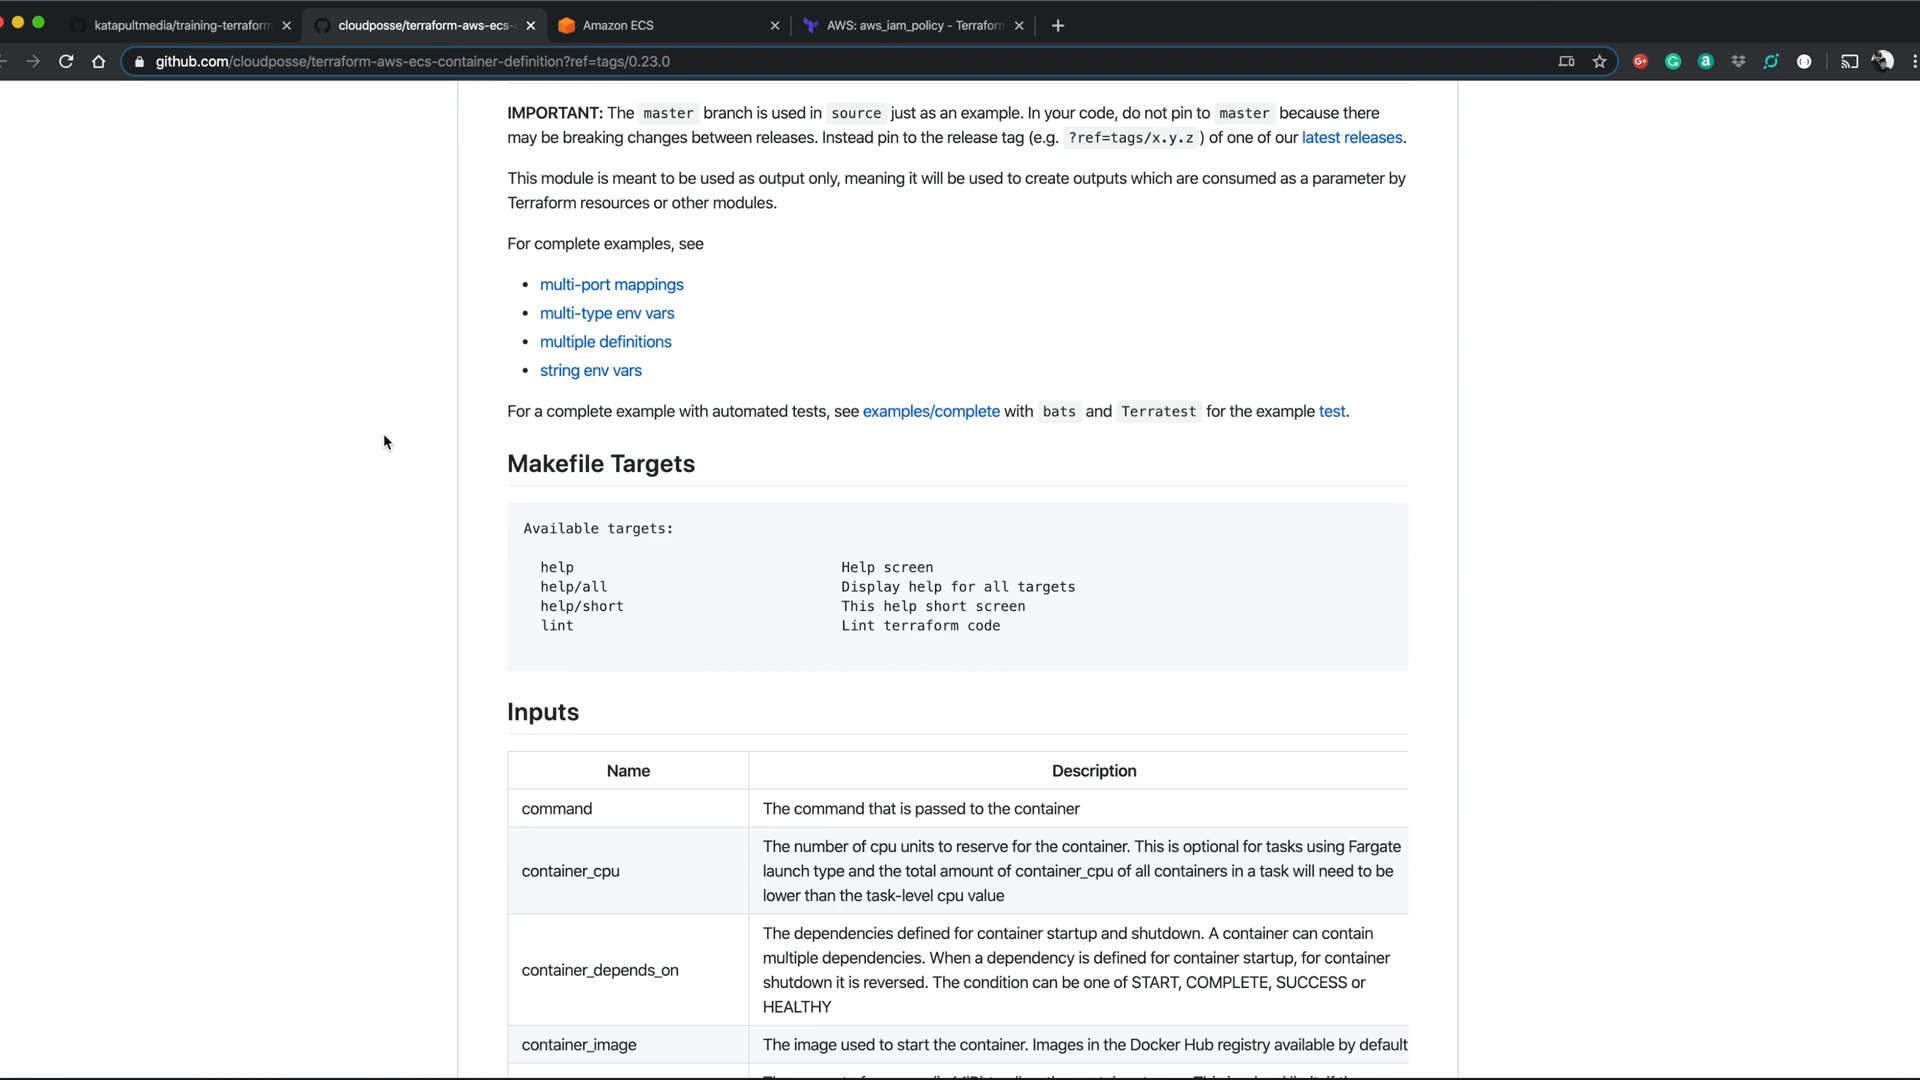 katapultmedia/training-terraform
cloudposse/terraform-aws-ecs-
Amazon ECS
AWS: aws_iam_policy - Terraform
github.com/cloudposse/terraform-aws-ecs-container-definition?ref=tags/0.23.0
IMPORTANT: The master branch is used in source just as an example. In your code, do not pin to master because there
may be breaking changes between releases. Instead pin to the release tag (e.g. ?ref=tags/x.y.z ) of one of our latest releases.
This module is meant to be used as output only, meaning it will be used to create outputs which are consumed as a parameter by
Terraform resources or other modules.
For complete examples, see
• multi-port mappings
• multi-type env vars
• multiple definitions
• string env vars
For a complete example with automated tests, see examples/complete with bats and Terratest for the example test.
Makefile Targets
Available targets:
help Help screen
help/all Display help for all targets
help/short This help short screen
lint Lint terraform code
Inputs
Name Description
command The command that is passed to the container
The number of cpu units to reserve for the container. This is optional for tasks using Fargate
container_cpu launch type and the total amount of container_cpu of all containers in a task will need to be
lower than the task-level cpu value
The dependencies defined for container startup and shutdown. A container can contain
multiple dependencies. When a dependency is defined for container startup, for container
container_depends_on shutdown it is reversed. The condition can be one of START, COMPLETE, SUCCESS or
HEALTHY
container_image The image used to start the container. Images in the Docker Hub registry available by default